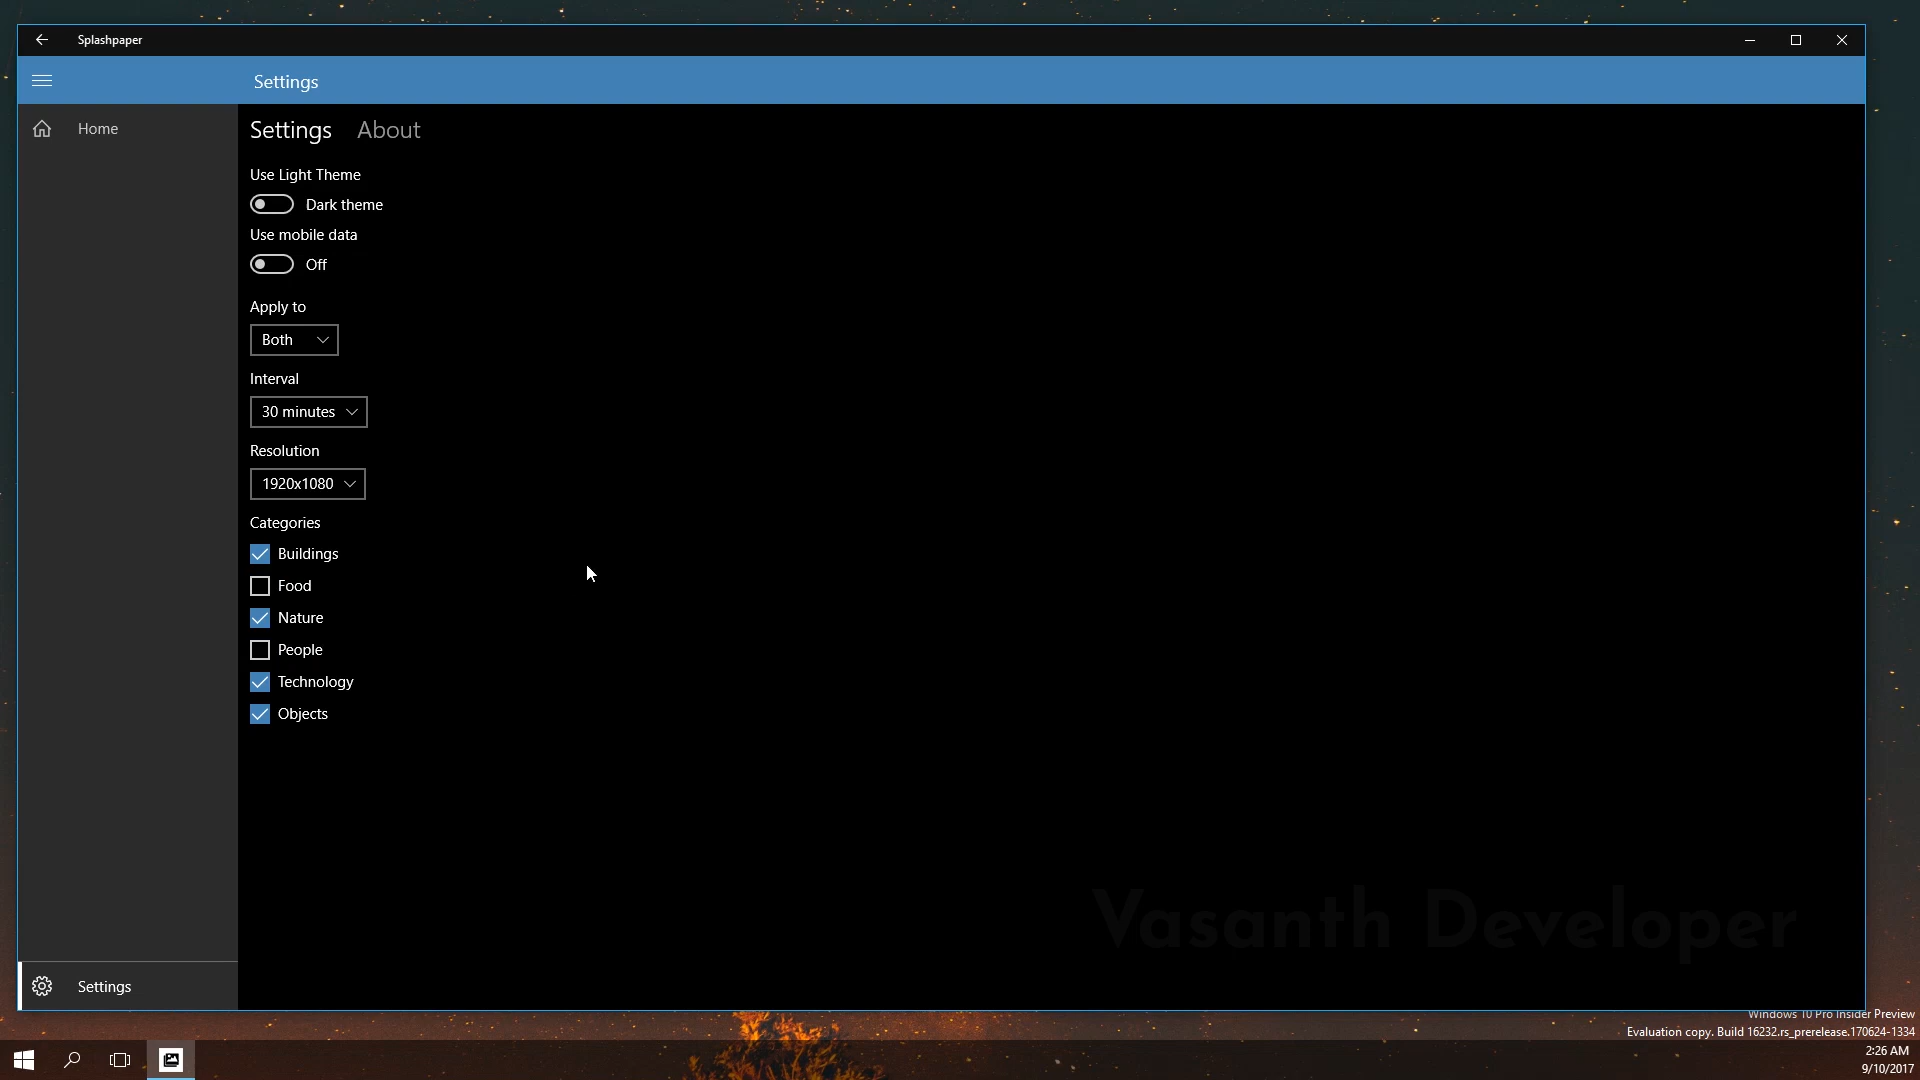 Splashpaper
Settings
Home
Settings About
Use Light Theme
Dark theme
Use mobile data
Off
Apply to
Both
Interval
30 minutes
Resolution
1920x1080
Categories
Buildings
Food
Nature
People
Technology
Objects
Vasanth Developer
Settings
Windows 10 Pro Insider Preview
Evaluation copy. Build 16232.rs_prerelease.170624-1334
2:26 AM
9/10/2017